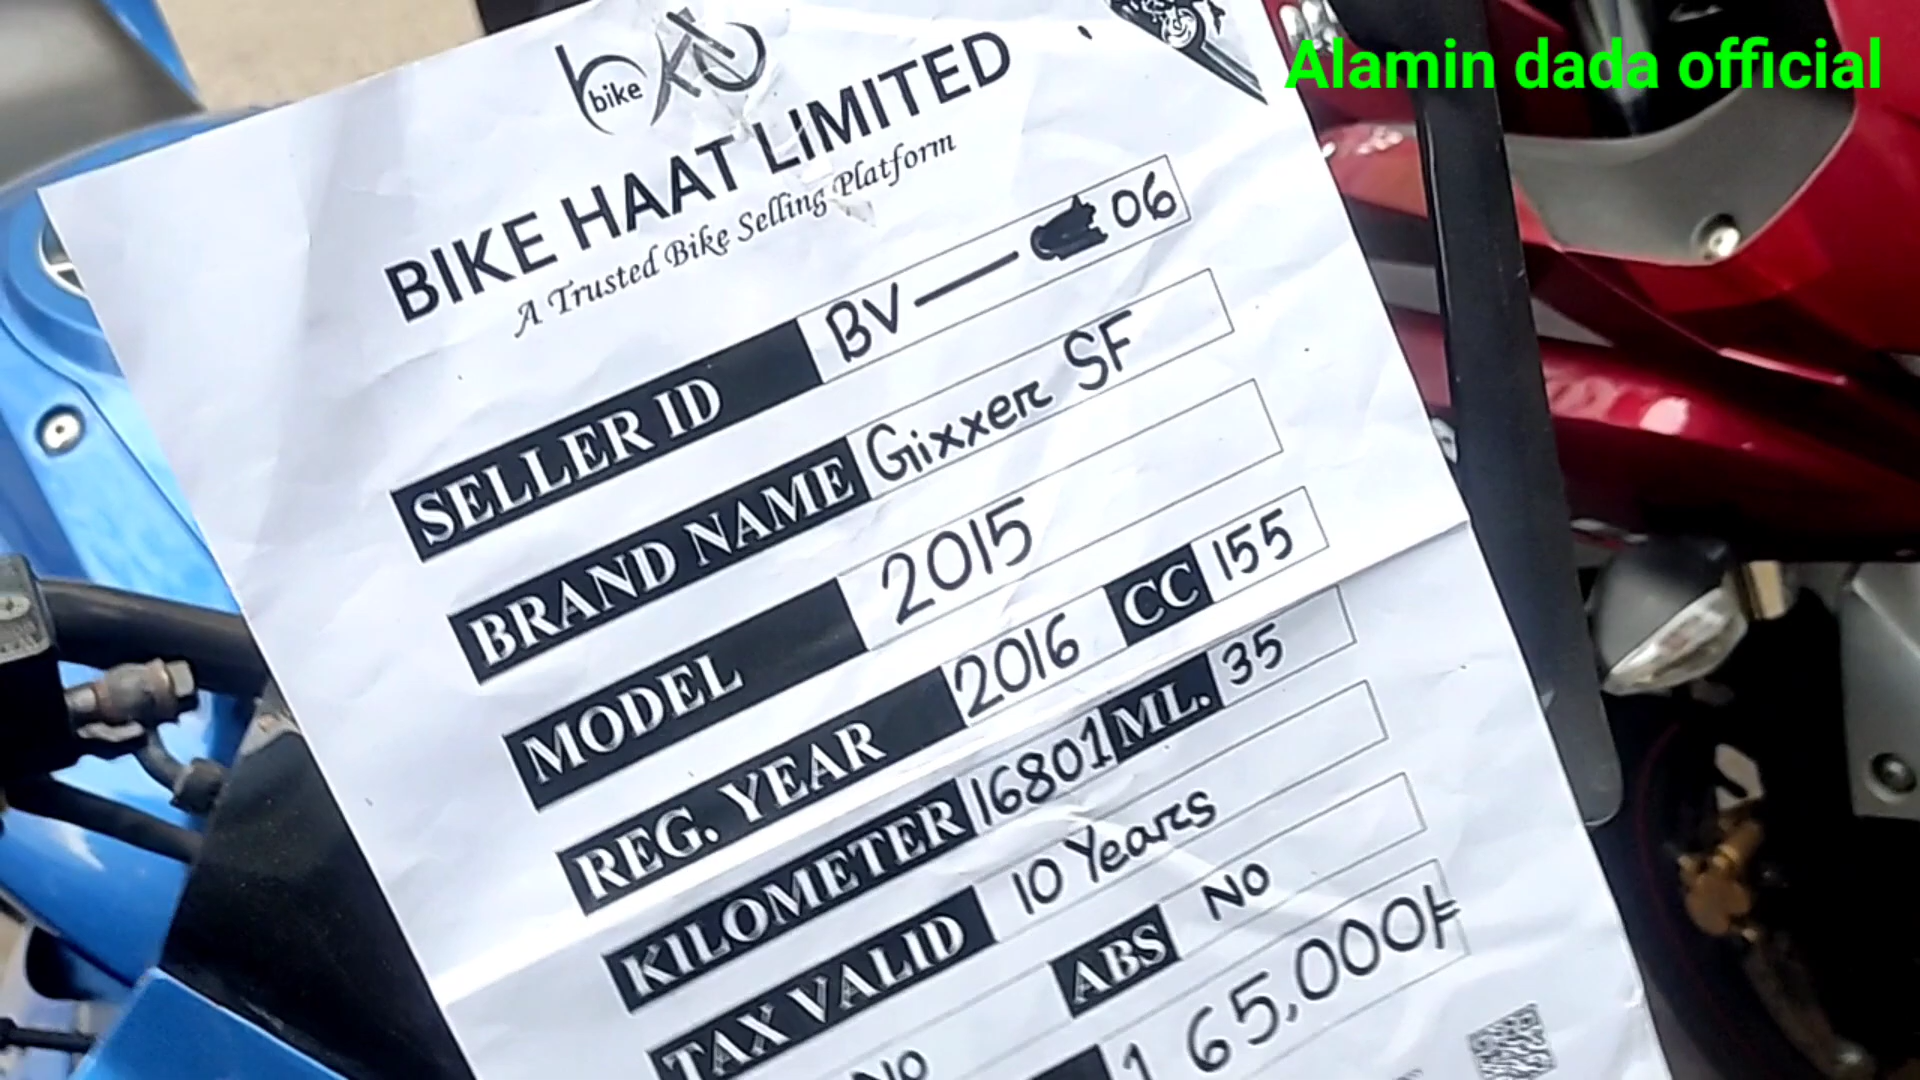 Alamin dada official
bike
BIKE HAAT LIMITED
A Trusted Bike Selling Platform
SELLER ID BV — 06
BRAND NAME Gixxer SF
MODEL 2015
REG. YEAR 2016 CC 155
KILOMETER 16801 ML. 35
TAX VALID 10 Years
No ABS No
1 65,000/=